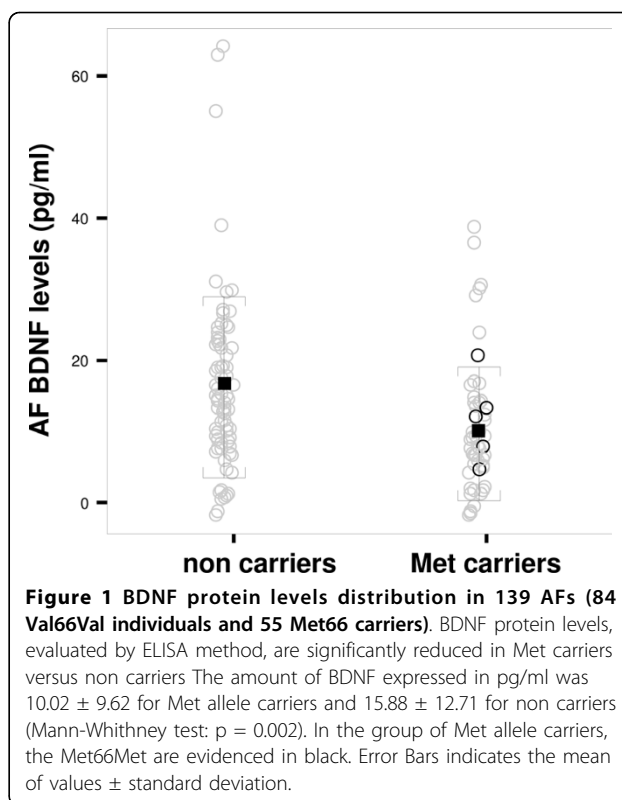 AF BDNF levels (pg/ml)
60
40
20
0
non carriers Met carriers
Figure 1 BDNF protein levels distribution in 139 AFs (84
Val66Val individuals and 55 Met66 carriers). BDNF protein levels,
evaluated by ELISA method, are significantly reduced in Met carriers
versus non carriers The amount of BDNF expressed in pg/ml was
10.02 ± 9.62 for Met allele carriers and 15.88 ± 12.71 for non carriers
(Mann-Whithney test: p = 0.002). In the group of Met allele carriers,
the Met66Met are evidenced in black. Error Bars indicates the mean
of values ± standard deviation.